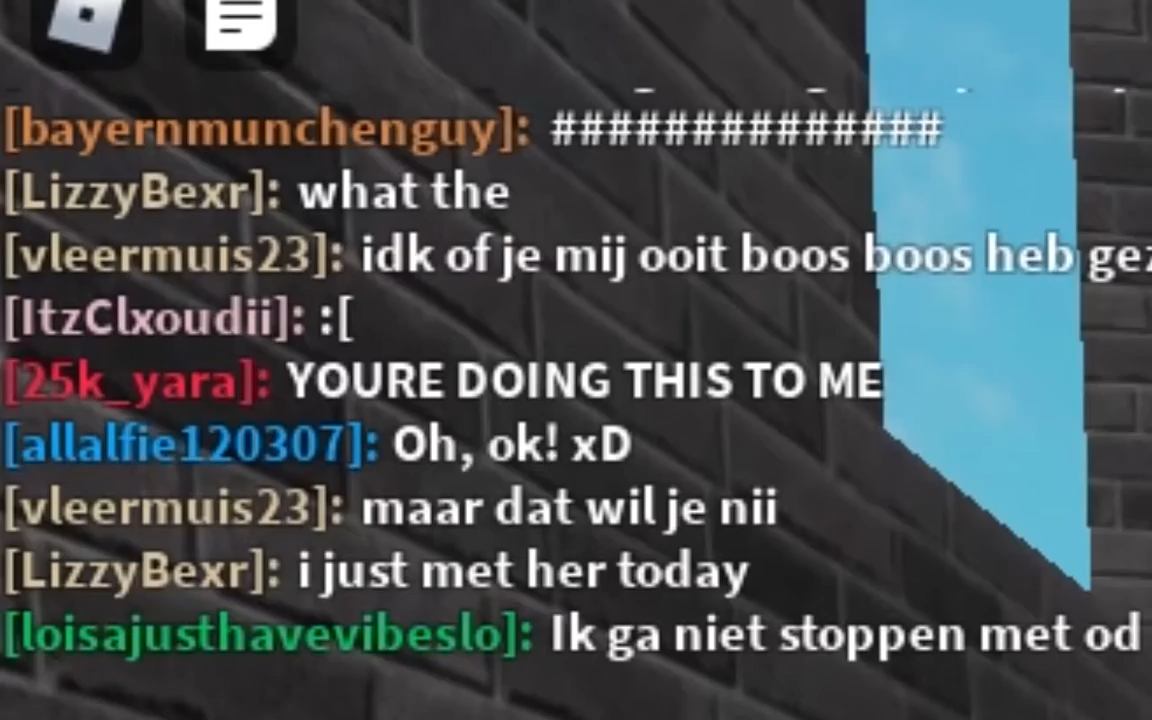 [bayernmunchenguy]: ##############
[LizzyBexr]: what the
[vleermuis23]: idk of je mij ooit boos boos heb
[ItzClxoudii]: :[
[25k_yara]: YOURE DOING THIS TO ME
[allalfie120307]: Oh, ok! xD
[vleermuis23]: maar dat wil je nii
[LizzyBexr]: i just met her today
[loisajusthavevibeslo]: Ik ga niet stoppen met od